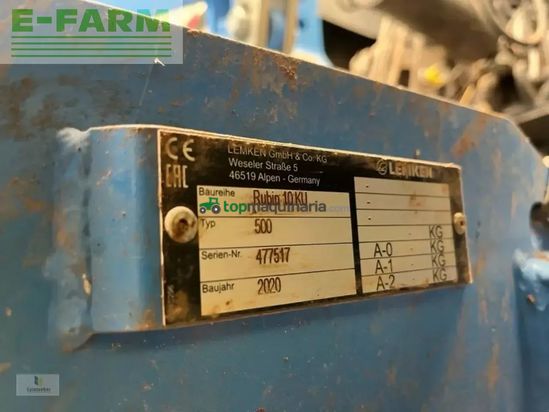 E-FARM
CE
LEMKEN GmbH & Co. KG
Weseler Straße 5
46519 Alpen - Germany
LEMKEN
EAC
Baureihe Rubin 10 KU
topmaquinaria.com
Typ 500
KG
Serien-Nr. 477517
A-0 KG
A-1 KG
Baujahr 2020
A-2 KG